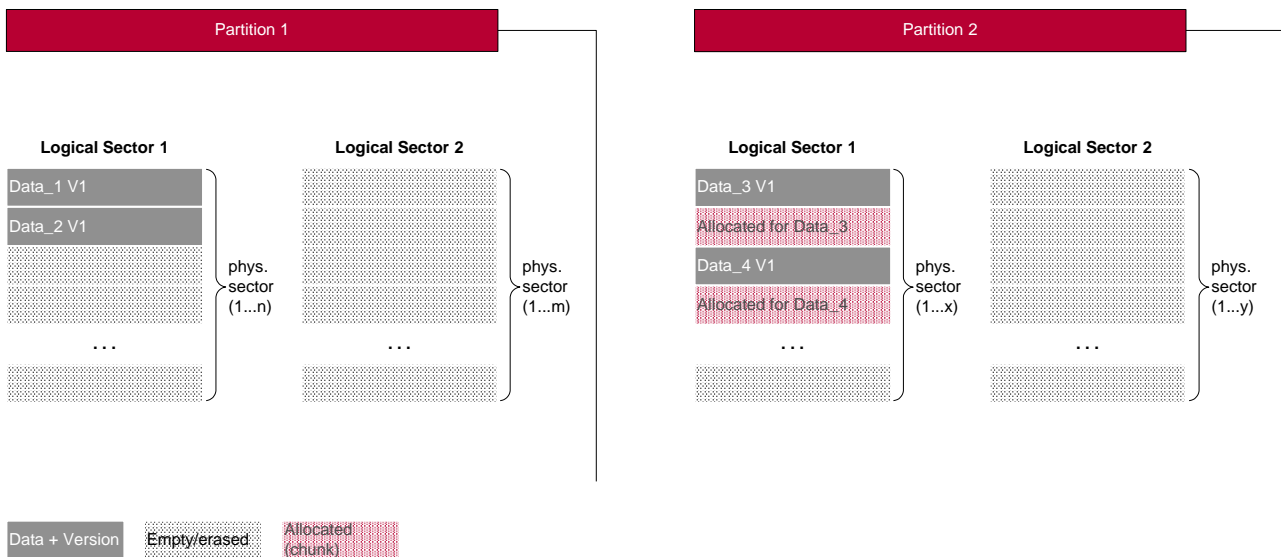 Partition 1
Partition 2
Logical Sector 1
Logical Sector 2
Logical Sector 1
Logical Sector 2
Data_1 V1
Data_2 V1
. . .
phys.
sector
(1...n)
. . .
phys.
sector
(1...m)
Data_3 V1
Allocated for Data_3
Data_4 V1
Allocated for Data_4
. . .
phys.
sector
(1...x)
. . .
phys.
sector
(1...y)
Data + Version
Empty/erased
Allocated
(chunk)